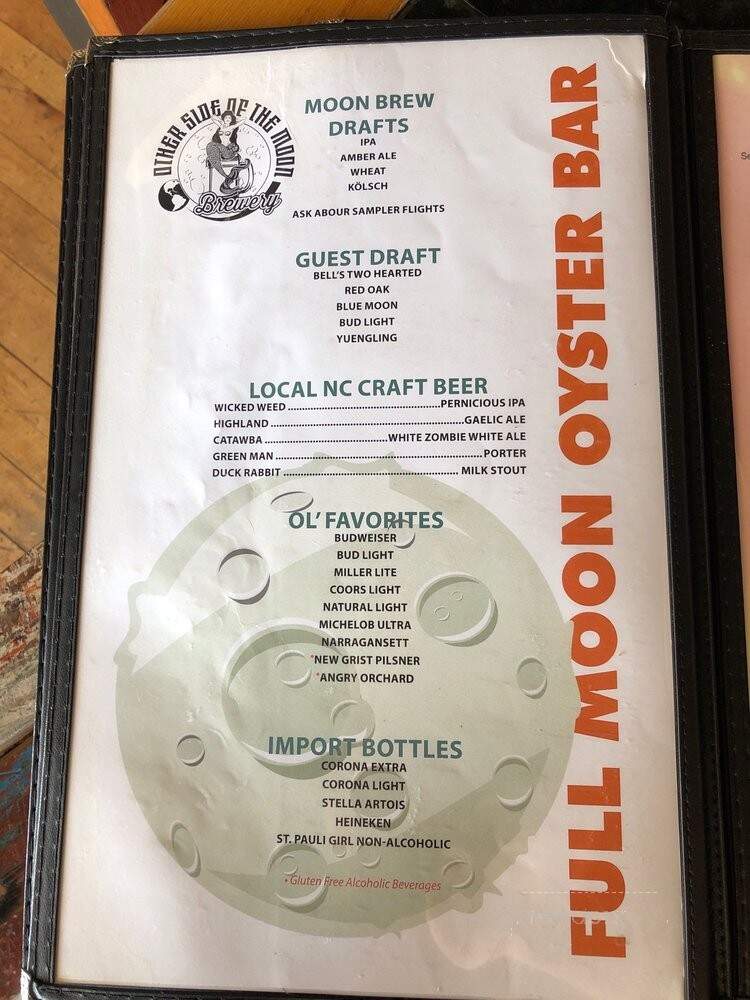 OTHER SIDE OF THE MOON
Brewery
MOON BREW
DRAFTS
IPA
AMBER ALE
WHEAT
KÖLSCH
ASK ABOUR SAMPLER FLIGHTS
GUEST DRAFT
BELL'S TWO HEARTED
RED OAK
BLUE MOON
BUD LIGHT
YUENGLING
LOCAL NC CRAFT BEER
WICKED WEED ........................................PERNICIOUS IPA
HIGHLAND ..................................................GAELIC ALE
CATAWBA ................................WHITE ZOMBIE WHITE ALE
GREEN MAN ......................................................PORTER
DUCK RABBIT .............................................. MILK STOUT
OL' FAVORITES
BUDWEISER
BUD LIGHT
MILLER LITE
COORS LIGHT
NATURAL LIGHT
MICHELOB ULTRA
NARRAGANSETT
*NEW GRIST PILSNER
*ANGRY ORCHARD
IMPORT BOTTLES
CORONA EXTRA
CORONA LIGHT
STELLA ARTOIS
HEINEKEN
ST. PAULI GIRL NON-ALCOHOLIC
• Gluten Free Alcoholic Beverages
FULL MOON OYSTER BAR